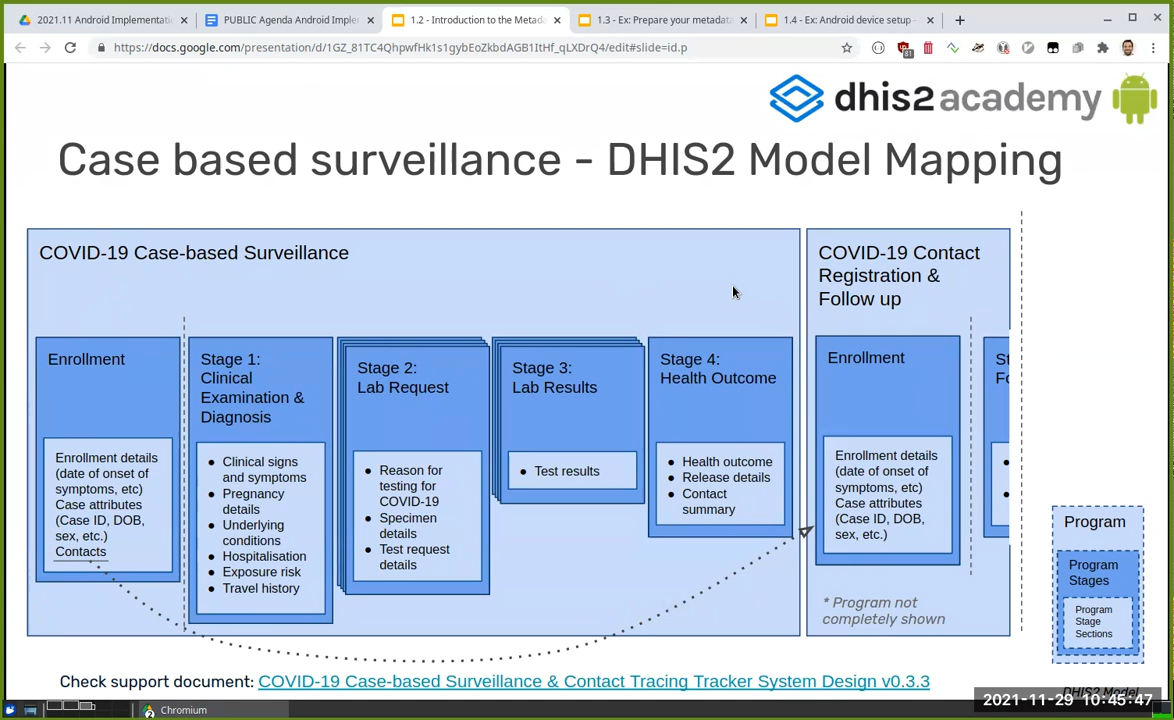 2021.11 Android Implementati
PUBLIC Agenda Android Imple
1.2 - Introduction to the Metad
1.3 - Ex: Prepare your metadat
1.4 - Ex: Android device setup -
https://docs.google.com/presentation/d/1GZ_81TC4QhpwfHk1s1gybEoZkbdAGB1ItHf_qLXDrQ4/edit#slide=id.p
81
dhis2 academy
Case based surveillance - DHIS2 Model Mapping
COVID-19 Case-based Surveillance
Enrollment
Enrollment details
(date of onset of
symptoms, etc)
Case attributes
(Case ID, DOB,
sex, etc.)
Contacts
Stage 1:
Clinical
Examination &
Diagnosis
● Clinical signs
and symptoms
● Pregnancy
details
● Underlying
conditions
● Hospitalisation
● Exposure risk
● Travel history
Stage 2:
Lab Request
● Reason for
testing for
COVID-19
● Specimen
details
● Test request
details
Stage 3:
Lab Results
● Test results
Stage 4:
Health Outcome
● Health outcome
● Release details
● Contact
summary
COVID-19 Contact
Registration &
Follow up
Enrollment
Enrollment details
(date of onset of
symptoms, etc)
Case attributes
(Case ID, DOB,
sex, etc.)
St
Fo
* Program not
completely shown
Program
Program
Stages
Program
Stage
Sections
Check support document: COVID-19 Case-based Surveillance & Contact Tracing Tracker System Design v0.3.3
DHIS2 Model
2021-11-29 10:45:47
2
Chromium